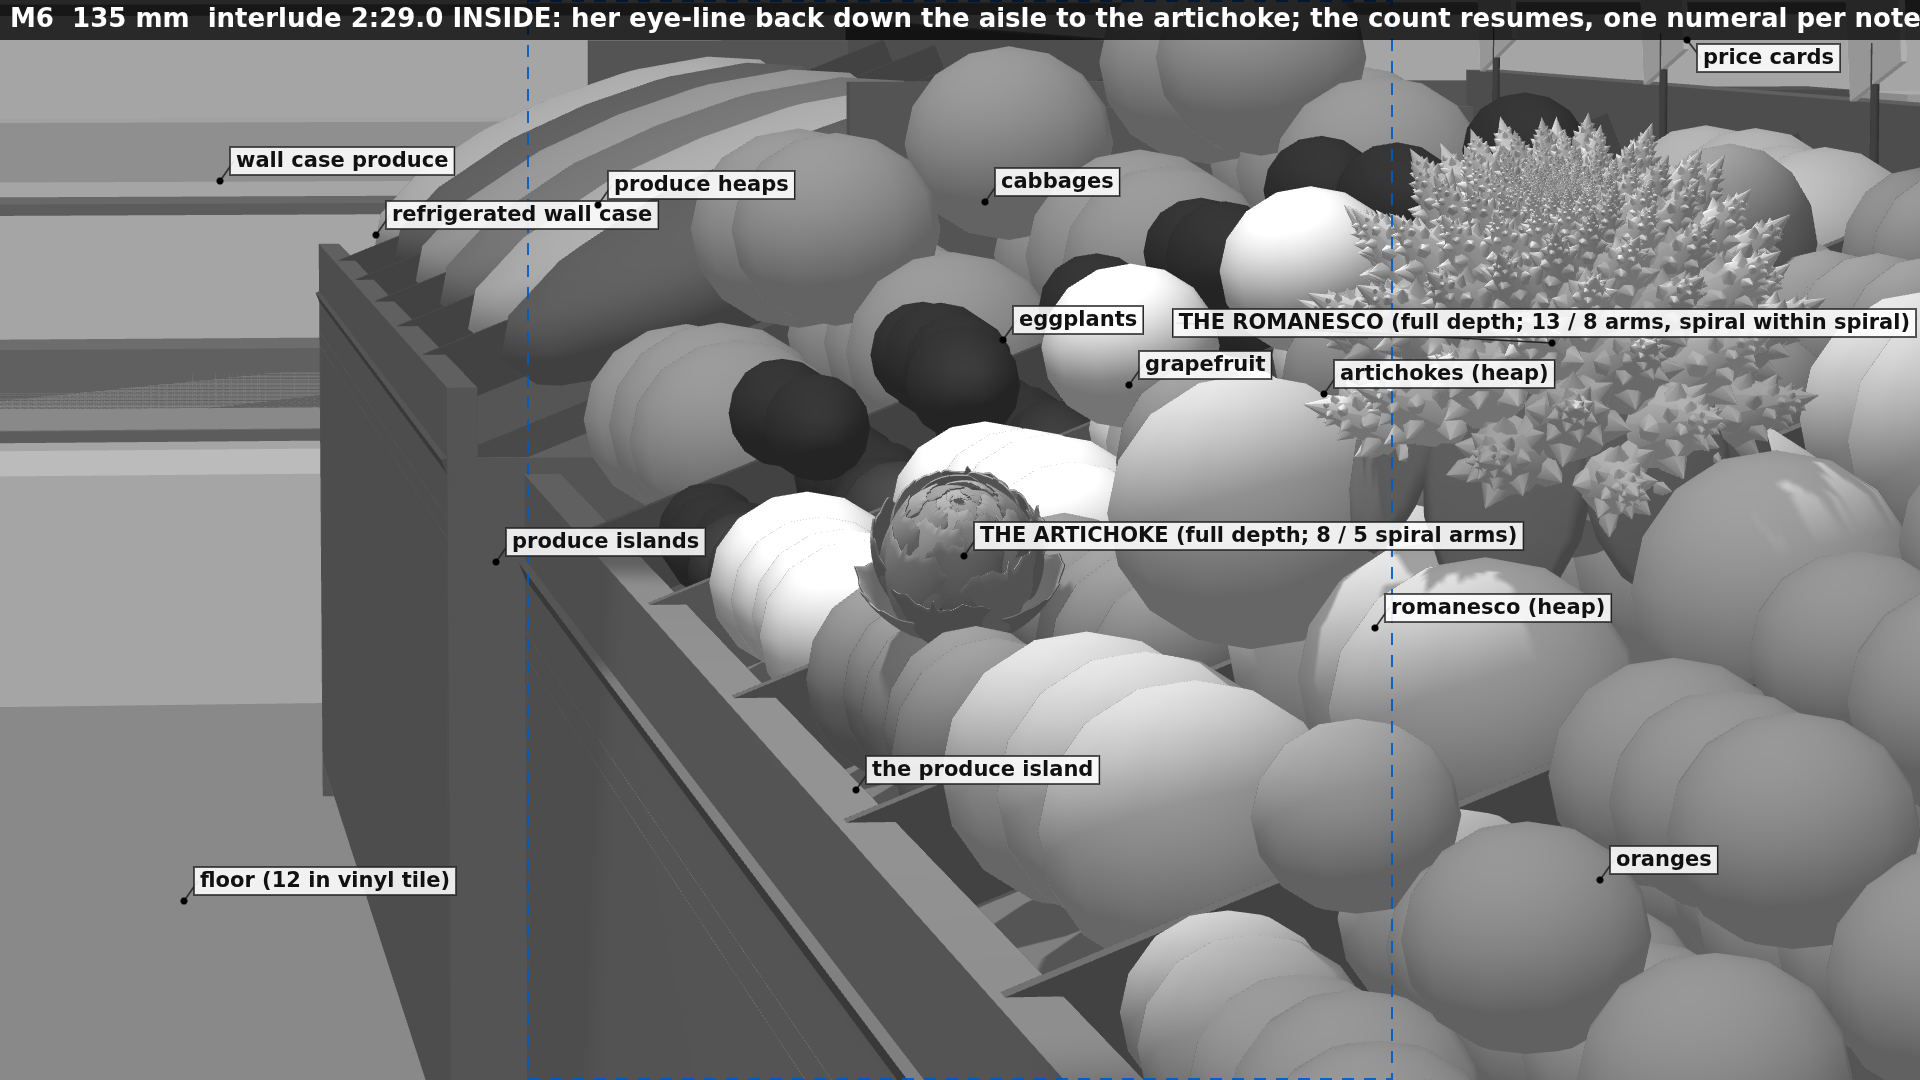 M6 135 mm interlude 2:29.0 INSIDE: her eye-line back down the aisle to the artichoke; the count resumes, one numeral per note
price cards
wall case produce
produce heaps
cabbages
refrigerated wall case
eggplants
THE ROMANESCO (full depth; 13 / 8 arms, spiral within spiral)
grapefruit
artichokes (heap)
produce islands
THE ARTICHOKE (full depth; 8 / 5 spiral arms)
romanesco (heap)
the produce island
oranges
floor (12 in vinyl tile)